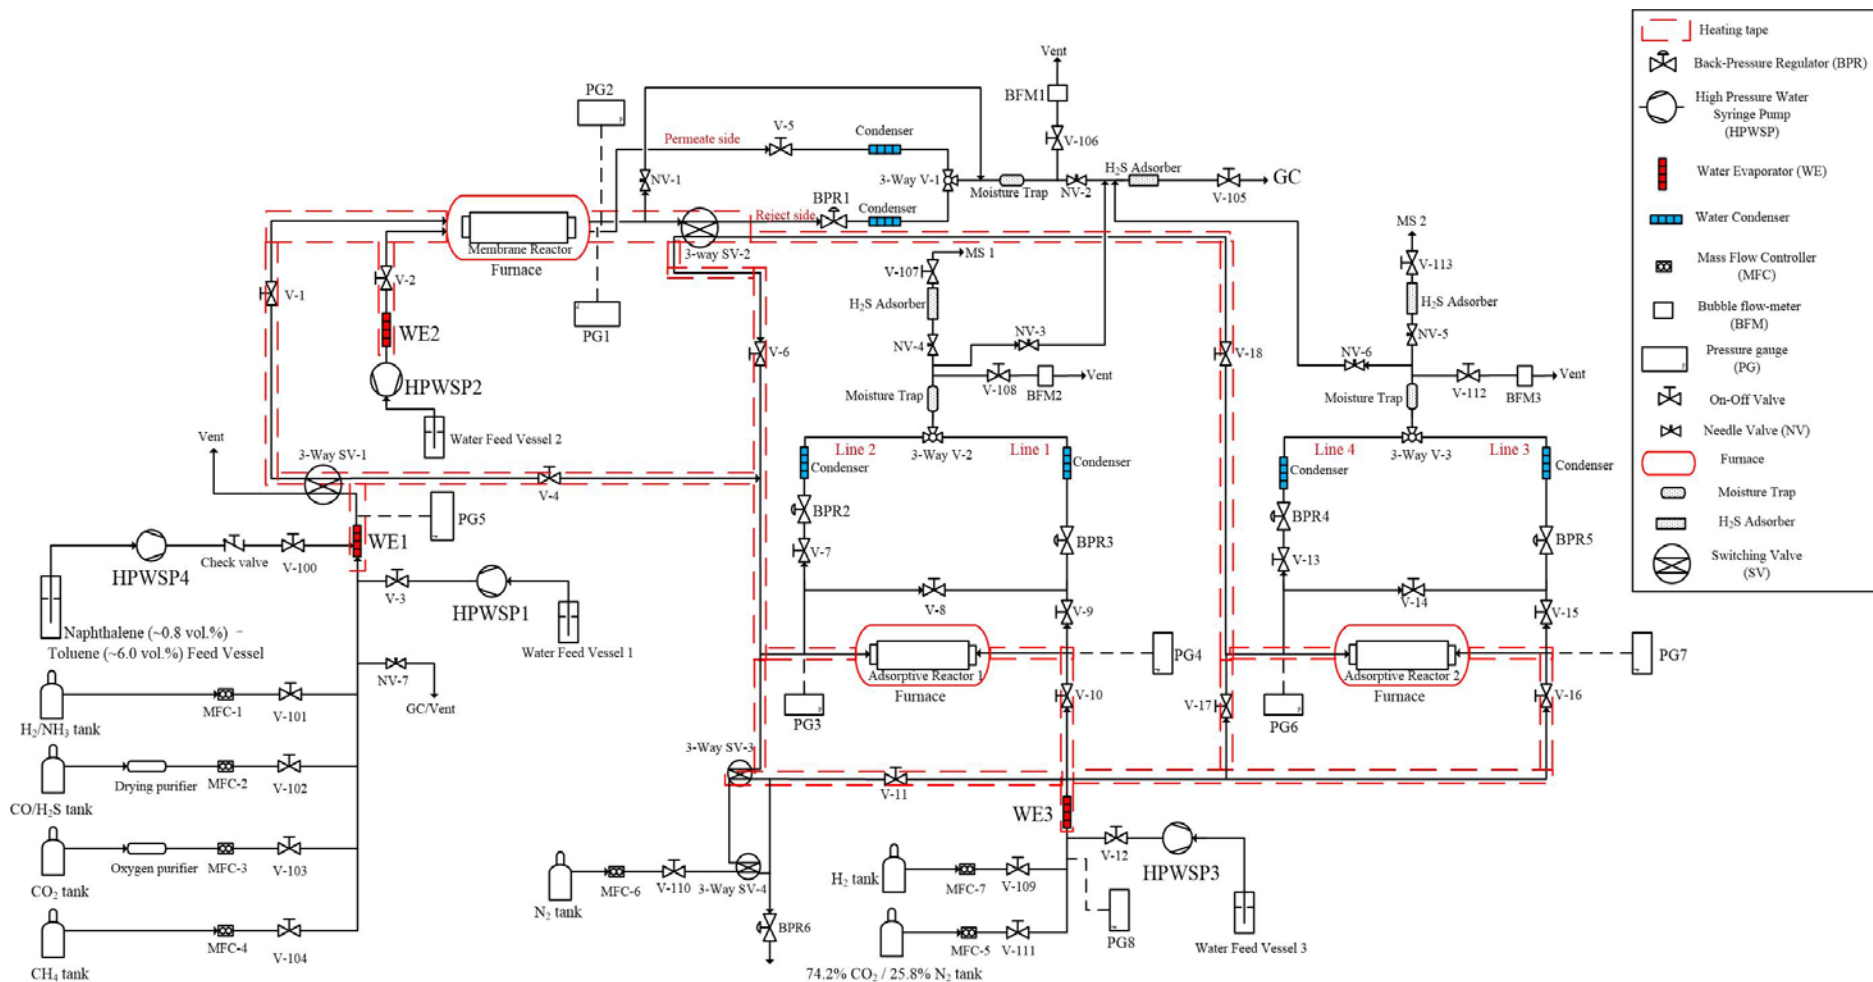 Vent
BFM1
V-106
PG2
V-5
Condenser
Permeate side
NV-1
3-Way V-1
Moisture Trap
NV-2
H₂S Adsorber
V-105
GC
BPR1
Condenser
Reject side
3-way SV-2
Membrane Reactor
Furnace
PG1
V-1
V-2
WE2
HPWSP2
Water Feed Vessel 2
V-6
V-18
MS 1
V-107
H₂S Adsorber
NV-3
NV-4
V-108
BFM2
Vent
Moisture Trap
Line 2
3-Way V-2
Line 1
Condenser
Condenser
BPR2
V-7
BPR3
V-8
V-9
MS 2
V-113
H₂S Adsorber
NV-5
NV-6
V-112
BFM3
Vent
Moisture Trap
Line 4
3-Way V-3
Line 3
Condenser
Condenser
BPR4
V-13
BPR5
V-14
V-15
Vent
3-Way SV-1
V-4
PG5
WE1
HPWSP4
Check valve
V-100
V-3
HPWSP1
Water Feed Vessel 1
Naphthalene (~0.8 vol.%) -
Toluene (~6.0 vol.%) Feed Vessel
NV-7
GC/Vent
H₂/NH₃ tank
MFC-1
V-101
CO/H₂S tank
Drying purifier
MFC-2
V-102
CO₂ tank
Oxygen purifier
MFC-3
V-103
CH₄ tank
MFC-4
V-104
Adsorptive Reactor 1
Furnace
PG3
PG4
V-10
Adsorptive Reactor 2
Furnace
PG6
PG7
V-16
V-17
3-Way SV-3
V-11
WE3
V-12
HPWSP3
Water Feed Vessel 3
N₂ tank
MFC-6
V-110
3-Way SV-4
BPR6
H₂ tank
MFC-7
V-109
MFC-5
V-111
74.2% CO₂ / 25.8% N₂ tank
PG8
Heating tape
Back-Pressure Regulator (BPR)
High Pressure Water
Syringe Pump
(HPWSP)
Water Evaporator (WE)
Water Condenser
Mass Flow Controller
(MFC)
Bubble flow-meter
(BFM)
Pressure gauge
(PG)
On-Off Valve
Needle Valve (NV)
Furnace
Moisture Trap
H₂S Adsorber
Switching Valve
(SV)